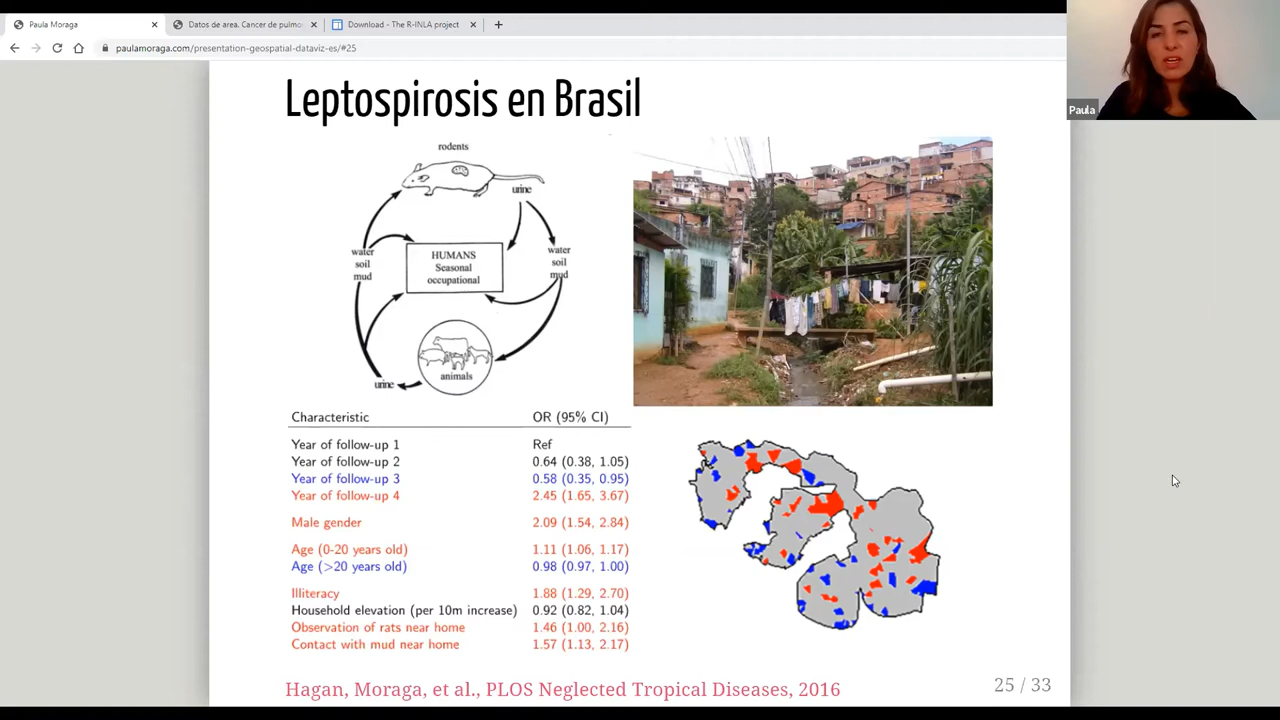 Paula Moraga
Datos de area. Cancer de pulmo
Download - The R-INLA project
paulamoraga.com/presentation-geospatial-dataviz-es/#25
Paula
Leptospirosis en Brasil
rodents
urine
water
soil
mud
HUMANS
Seasonal
occupational
water
soil
mud
animals
urine
Characteristic OR (95% CI)
Year of follow-up 1 Ref
Year of follow-up 2 0.64 (0.38, 1.05)
Year of follow-up 3 0.58 (0.35, 0.95)
Year of follow-up 4 2.45 (1.65, 3.67)
Male gender 2.09 (1.54, 2.84)
Age (0-20 years old) 1.11 (1.06, 1.17)
Age (>20 years old) 0.98 (0.97, 1.00)
Illiteracy 1.88 (1.29, 2.70)
Household elevation (per 10m increase) 0.92 (0.82, 1.04)
Observation of rats near home 1.46 (1.00, 2.16)
Contact with mud near home 1.57 (1.13, 2.17)
Hagan, Moraga, et al., PLOS Neglected Tropical Diseases, 2016
25 / 33